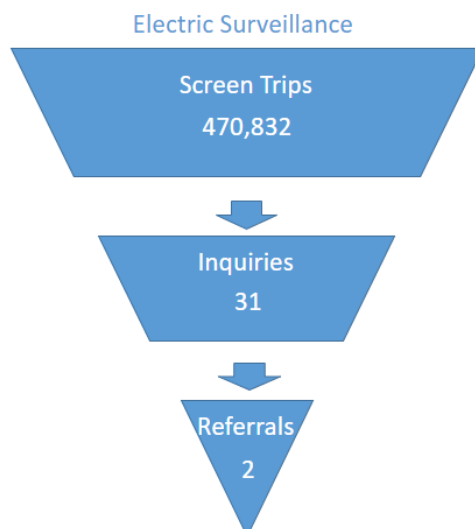 Electric Surveillance
Screen Trips
470,832
Inquiries
31
Referrals
2